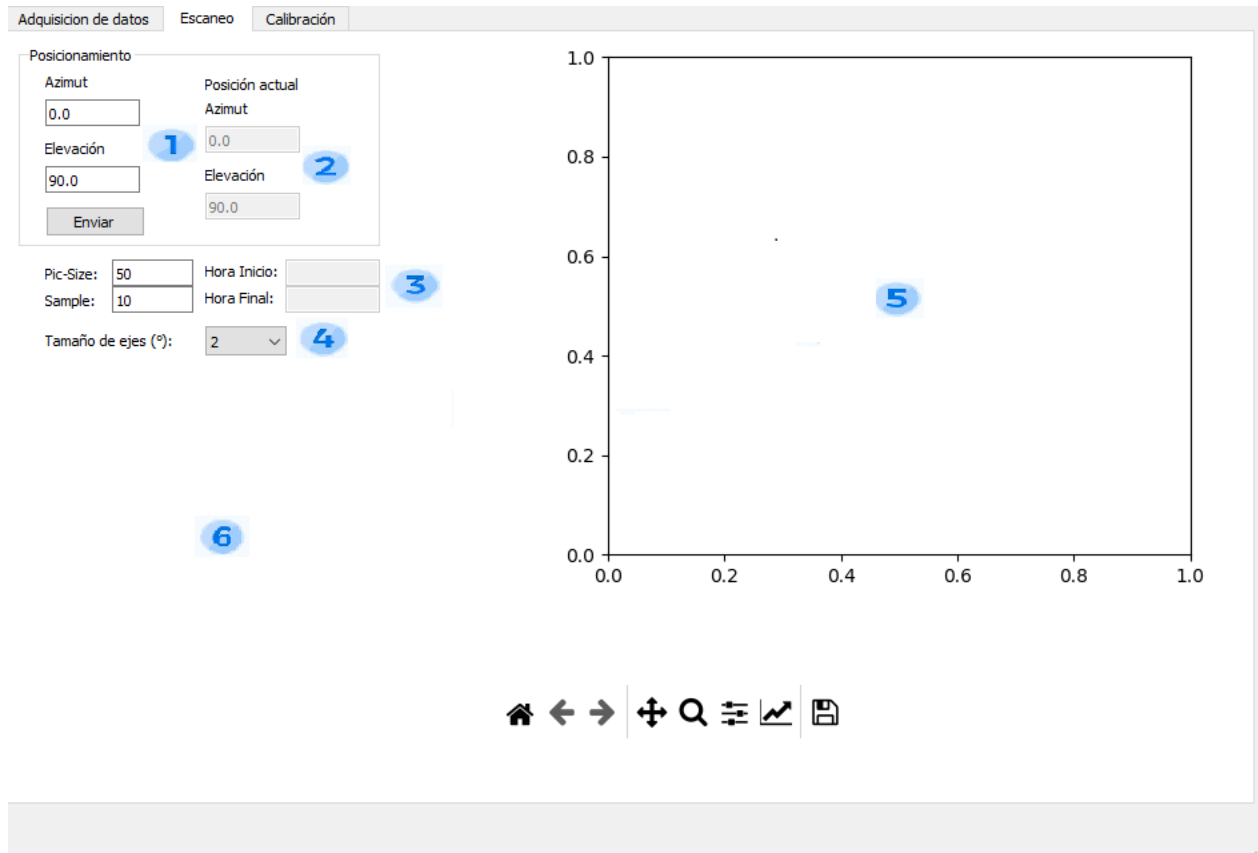 Adquisicion de datos Escaneo Calibración
Posicionamiento
Azimut
0.0
Elevación
90.0
Enviar
1
Posición actual
Azimut
0.0
Elevación
90.0
2
Pic-Size: 50 Hora Inicio:
Sample: 10 Hora Final:
3
Tamaño de ejes (°): 2
4
6
1.0
0.8
0.6
0.4
0.2
0.0
5
0.0 0.2 0.4 0.6 0.8 1.0